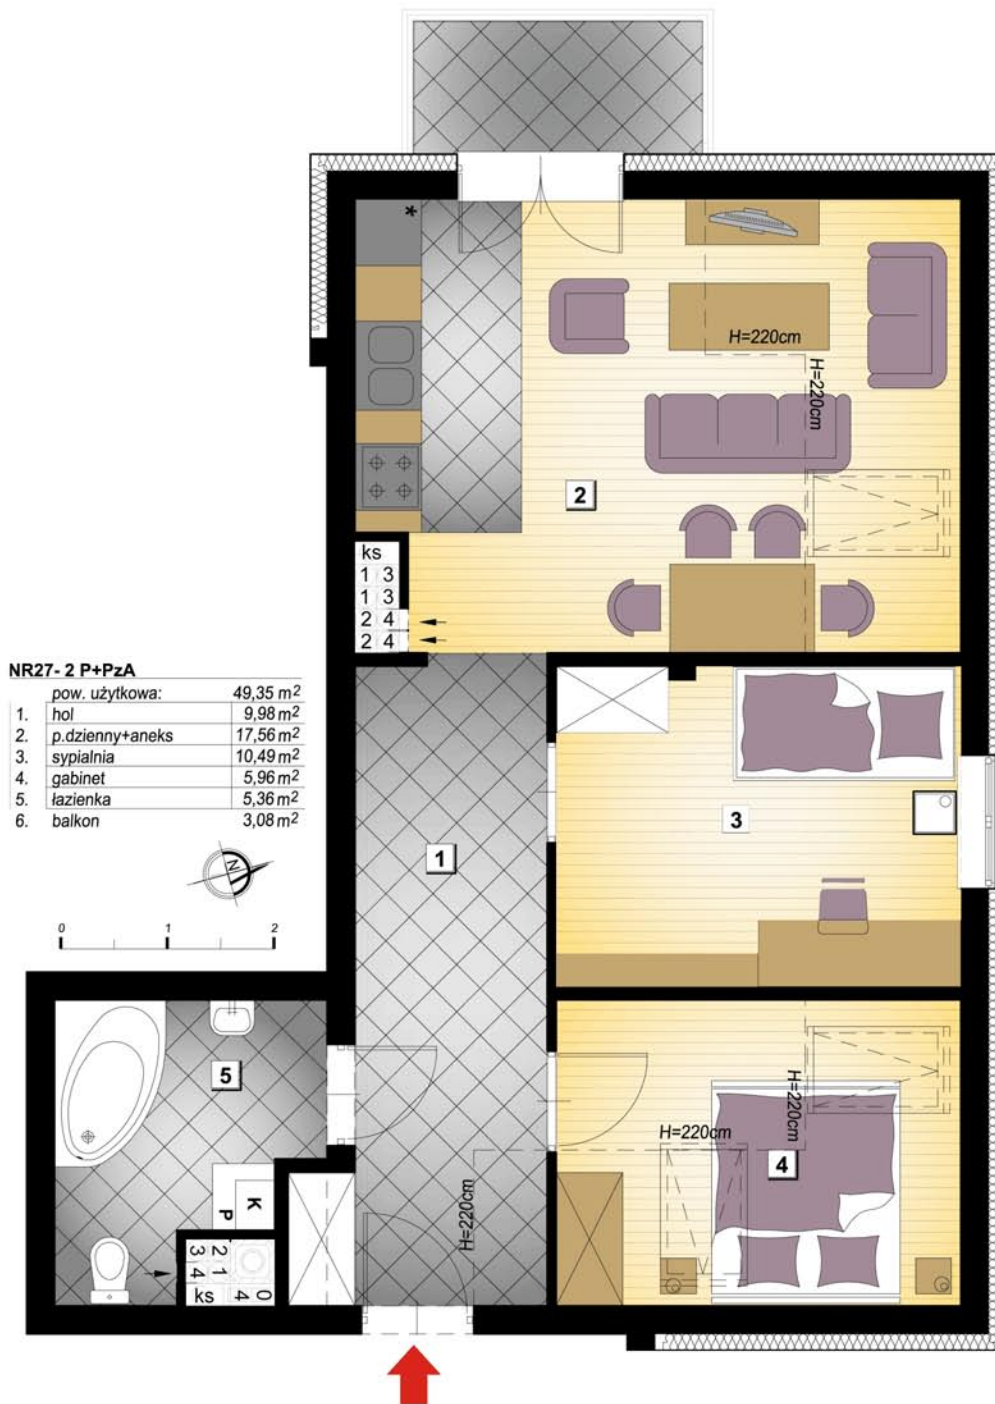 *
H=220cm
H=220cm
2
ks
1 3
1 3
2 4
2 4
NR27- 2 P+PzA
pow. użytkowa: 49,35 m²
1. hol 9,98 m²
2. p.dzienny+aneks 17,56 m²
3. sypialnia 10,49 m²
4. gabinet 5,96 m²
5. łazienka 5,36 m²
6. balkon 3,08 m²
N
0 1 2
3
1
5
H=220cm
H=220cm
4
H=220cm
K
P
3 2
4 1
ks 4 0